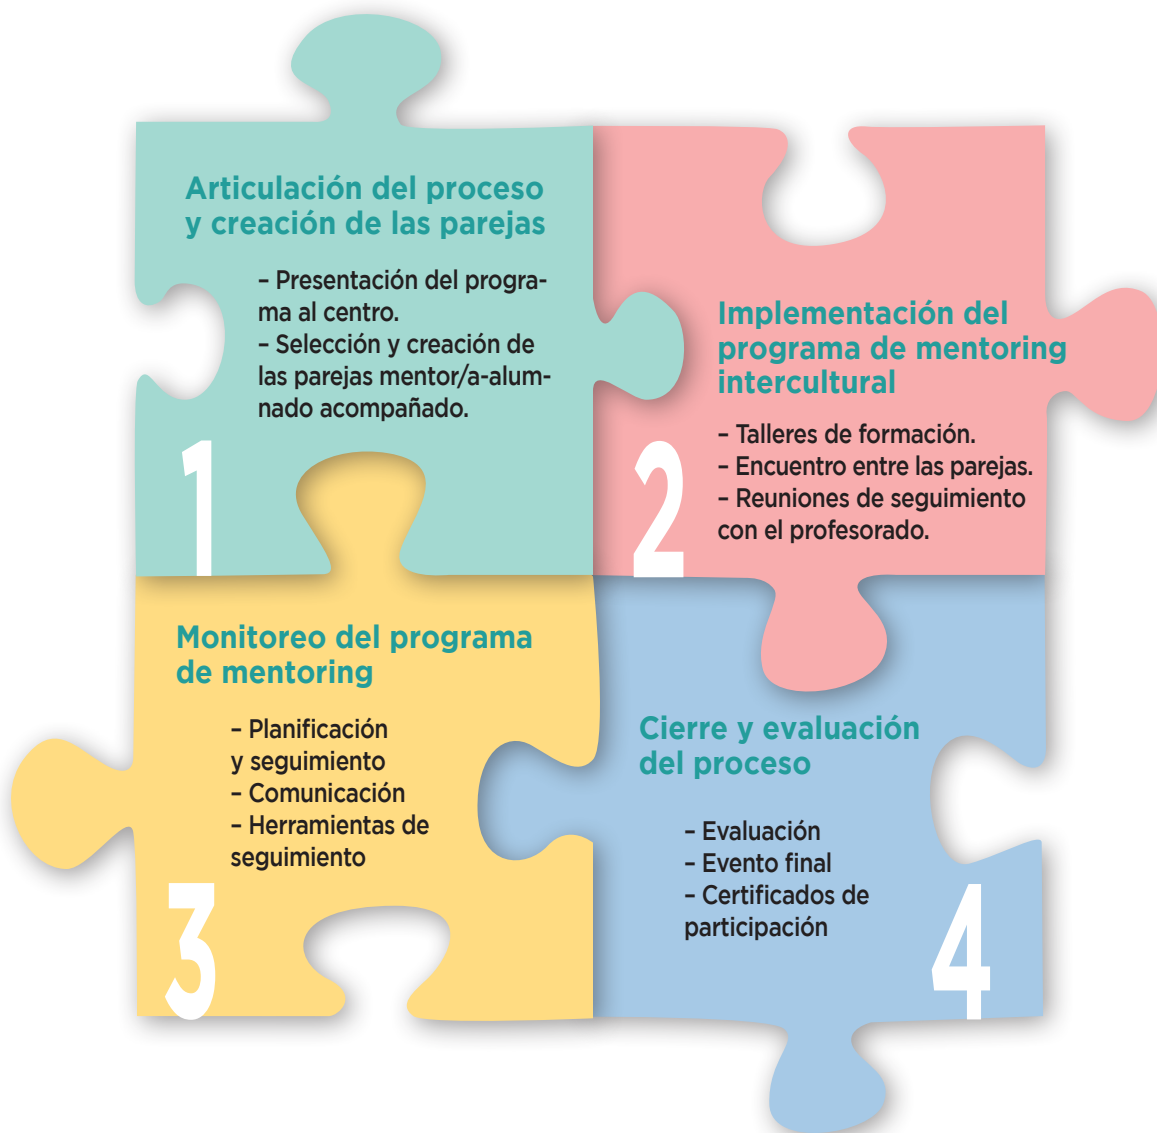 Articulación del proceso
y creación de las parejas
– Presentación del progra-
ma al centro.
– Selección y creación de
las parejas mentor/a-alum-
nado acompañado.
1
Implementación del
programa de mentoring
intercultural
– Talleres de formación.
– Encuentro entre las parejas.
– Reuniones de seguimiento
con el profesorado.
2
Monitoreo del programa
de mentoring
– Planificación
y seguimiento
– Comunicación
– Herramientas de
seguimiento
3
Cierre y evaluación
del proceso
– Evaluación
– Evento final
– Certificados de
participación
4